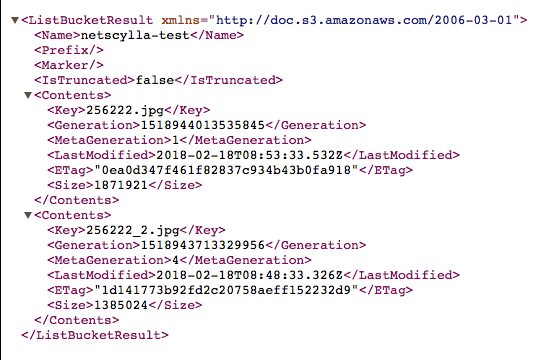 ▼<ListBucketResult xmlns="http://doc.s3.amazonaws.com/2006-03-01">
<Name>netscylla-test</Name>
<Prefix/>
<Marker/>
<IsTruncated>false</IsTruncated>
▼<Contents>
<Key>256222.jpg</Key>
<Generation>1518944013535845</Generation>
<MetaGeneration>1</MetaGeneration>
<LastModified>2018-02-18T08:53:33.532Z</LastModified>
<ETag>"0ea0d347f461f82837c934b43b0fa918"</ETag>
<Size>1871921</Size>
</Contents>
▼<Contents>
<Key>256222_2.jpg</Key>
<Generation>1518943713329956</Generation>
<MetaGeneration>4</MetaGeneration>
<LastModified>2018-02-18T08:48:33.326Z</LastModified>
<ETag>"1d141773b92fd2c20758aeff152232d9"</ETag>
<Size>1385024</Size>
</Contents>
</ListBucketResult>